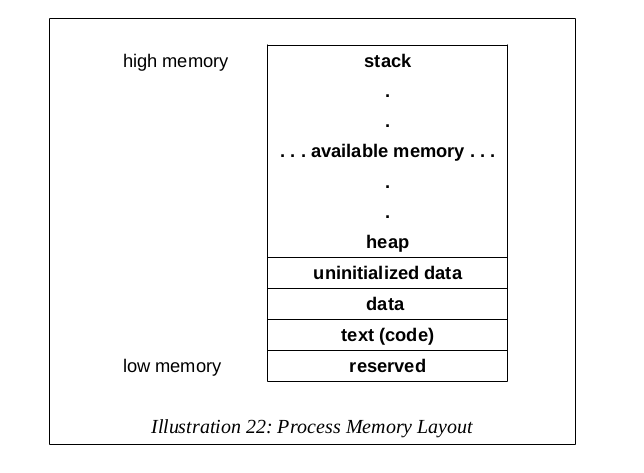 high memory stack
.
.
. . . available memory . . .
.
.
heap
uninitialized data
data
text (code)
low memory reserved
Illustration 22: Process Memory Layout